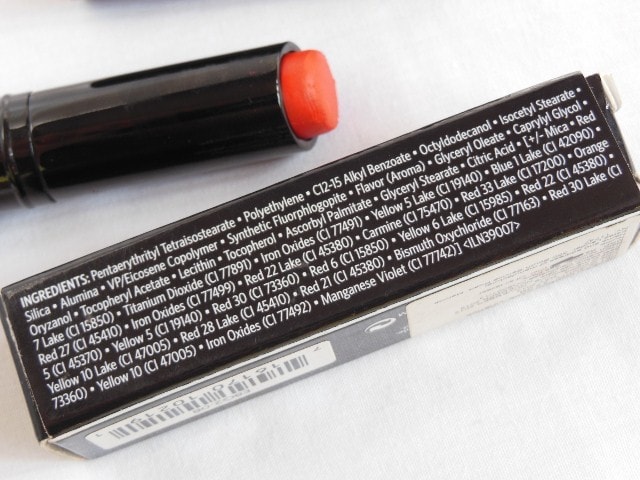 INGREDIENTS: Pentaerythrityl Tetraisostearate • Polyethylene • C12-15 Alkyl Benzoate • Octyldodecanol • Isocetyl Stearate •
Silica • Alumina • VP/Eicosene Copolymer • Synthetic Fluorphlogopite • Flavor (Aroma) • Glyceryl Oleate • Caprylyl Glycol •
Oryzanol • Tocopheryl Acetate • Lecithin • Tocopherol • Ascorbyl Palmitate • Glyceryl Stearate • Citric Acid • [+/- Mica • Red
7 Lake (CI 15850) • Titanium Dioxide (CI 77891) • Iron Oxides (CI 77491) • Yellow 5 Lake (CI 19140) • Blue 1 Lake (CI 42090) •
Red 27 (CI 45410) • Iron Oxides (CI 77499) • Red 22 Lake (CI 45380) • Carmine (CI 75470) • Red 33 Lake (CI 17200) • Orange
5 (CI 45370) • Yellow 5 (CI 19140) • Red 30 (CI 73360) • Red 6 (CI 15850) • Yellow 6 Lake (CI 15985) • Red 22 (CI 45380) •
Yellow 10 Lake (CI 47005) • Red 28 Lake (CI 45410) • Red 21 (CI 45380) • Bismuth Oxychloride (CI 77163) • Red 30 Lake (CI
73360) • Yellow 10 (CI 47005) • Iron Oxides (CI 77492) • Manganese Violet (CI 77742)] <ILN39007>